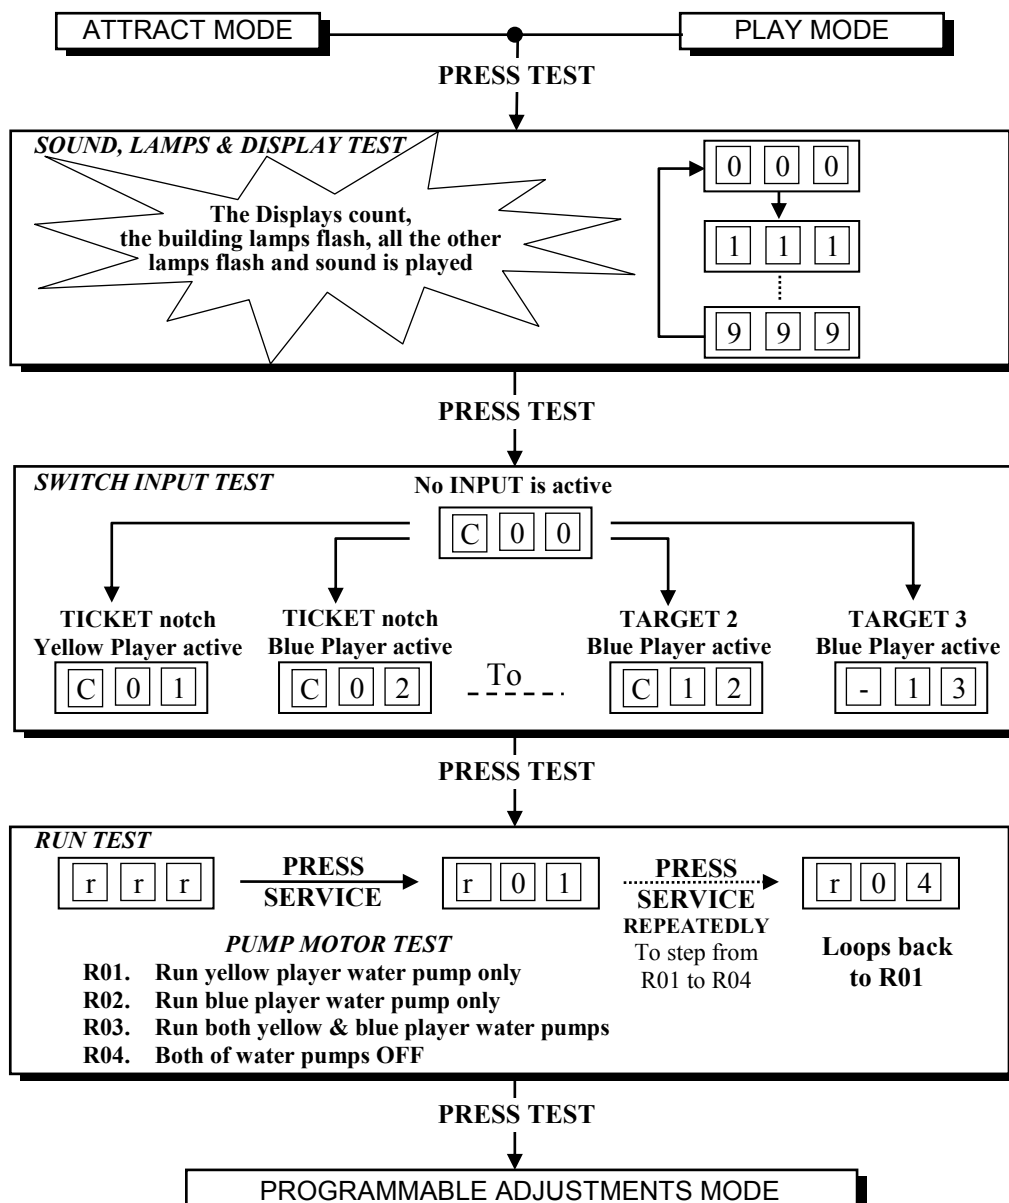 ATTRACT MODE
PLAY MODE
PRESS TEST
SOUND, LAMPS & DISPLAY TEST
The Displays count,
the building lamps flash, all the other
lamps flash and sound is played
0 0 0
1 1 1
9 9 9
PRESS TEST
SWITCH INPUT TEST
No INPUT is active
C 0 0
TICKET notch
Yellow Player active
C 0 1
TICKET notch
Blue Player active
C 0 2
To
TARGET 2
Blue Player active
C 1 2
TARGET 3
Blue Player active
- 1 3
PRESS TEST
RUN TEST
r r r
PRESS
SERVICE
r 0 1
PRESS
SERVICE
REPEATEDLY
To step from
R01 to R04
r 0 4
Loops back
to R01
PUMP MOTOR TEST
R01. Run yellow player water pump only
R02. Run blue player water pump only
R03. Run both yellow & blue player water pumps
R04. Both of water pumps OFF
PRESS TEST
PROGRAMMABLE ADJUSTMENTS MODE